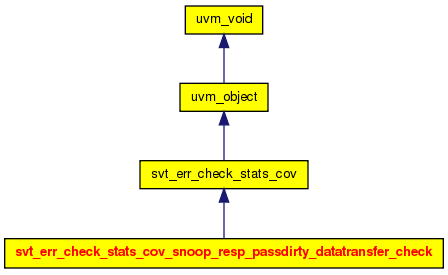 uvm_void
uvm_object
svt_err_check_stats_cov
svt_err_check_stats_cov_snoop_resp_passdirty_datatransfer_check